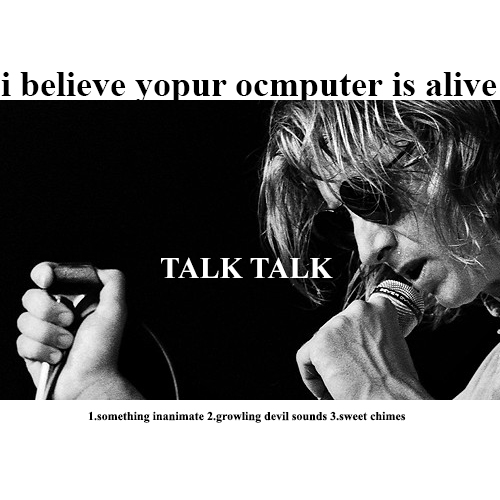 i believe yopur ocmputer is alive
TALK TALK
1.something inanimate 2.growling devil sounds 3.sweet chimes